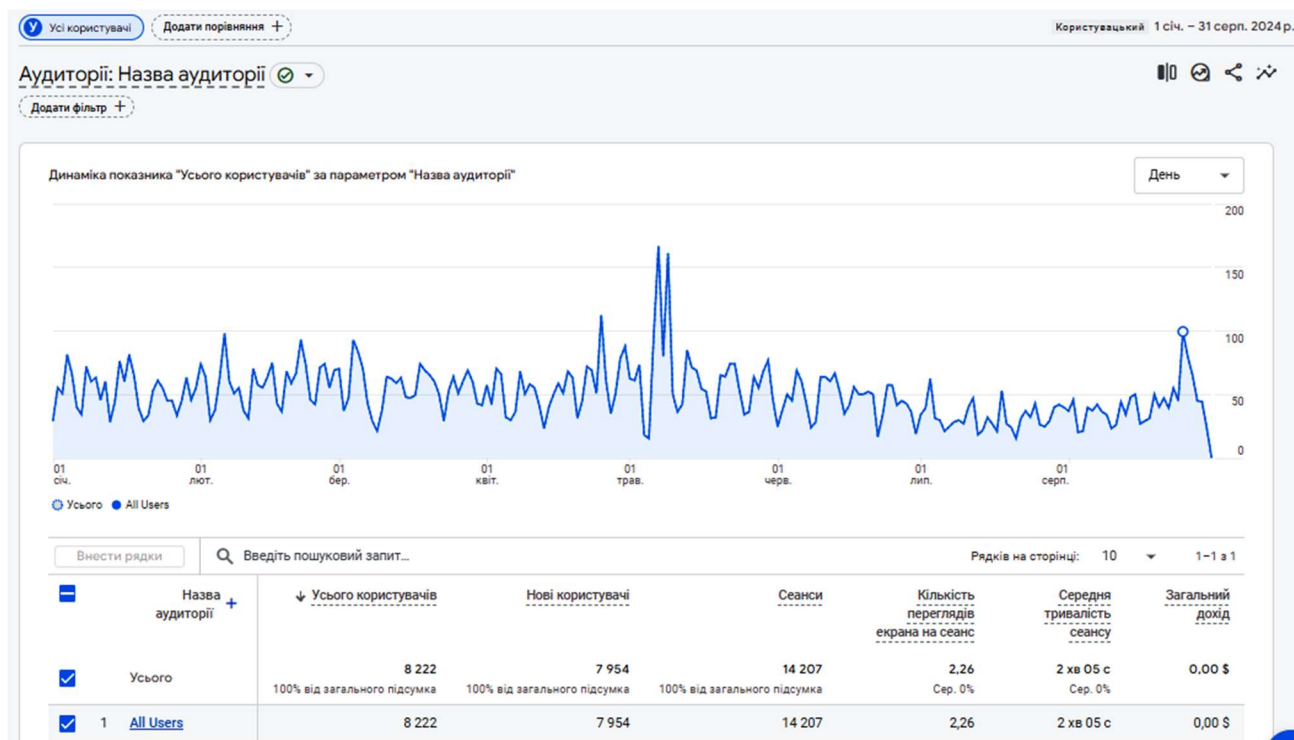 У Усі користувачі Додати порівняння + Користувацький 1 січ. – 31 серп. 2024 р.
Аудиторії: Назва аудиторії
Додати фільтр +
Динаміка показника "Усього користувачів" за параметром "Назва аудиторії" День
200
150
100
50
0
01 01 01 01 01 01 01 01
січ. лют. бер. квіт. трав. черв. лип. серп.
Усього All Users
Внести рядки Введіть пошуковий запит... Рядків на сторінці: 10 1–1 з 1
Назва + ↓ Усього користувачів Нові користувачі Сеанси Кількість Середня Загальний
аудиторії переглядів тривалість дохід
екрана на сеанс сеансу
Усього 8 222 7 954 14 207 2,26 2 хв 05 с 0,00 $
100% від загального підсумка 100% від загального підсумка 100% від загального підсумка Сер. 0% Сер. 0%
1 All Users 8 222 7 954 14 207 2,26 2 хв 05 с 0,00 $